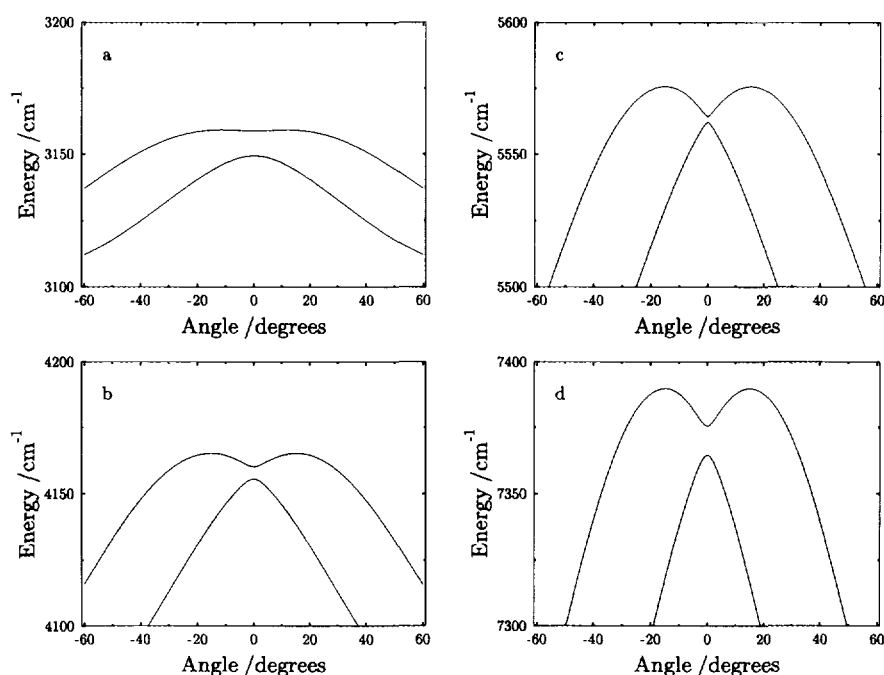 3200
a
3150
3100
Energy /cm⁻¹
-60 -40 -20 0 20 40 60
Angle /degrees
5600
c
5550
5500
Energy /cm⁻¹
-60 -40 -20 0 20 40 60
Angle /degrees
4200
b
4150
4100
Energy /cm⁻¹
-60 -40 -20 0 20 40 60
Angle /degrees
7400
d
7350
7300
Energy /cm⁻¹
-60 -40 -20 0 20 40 60
Angle /degrees